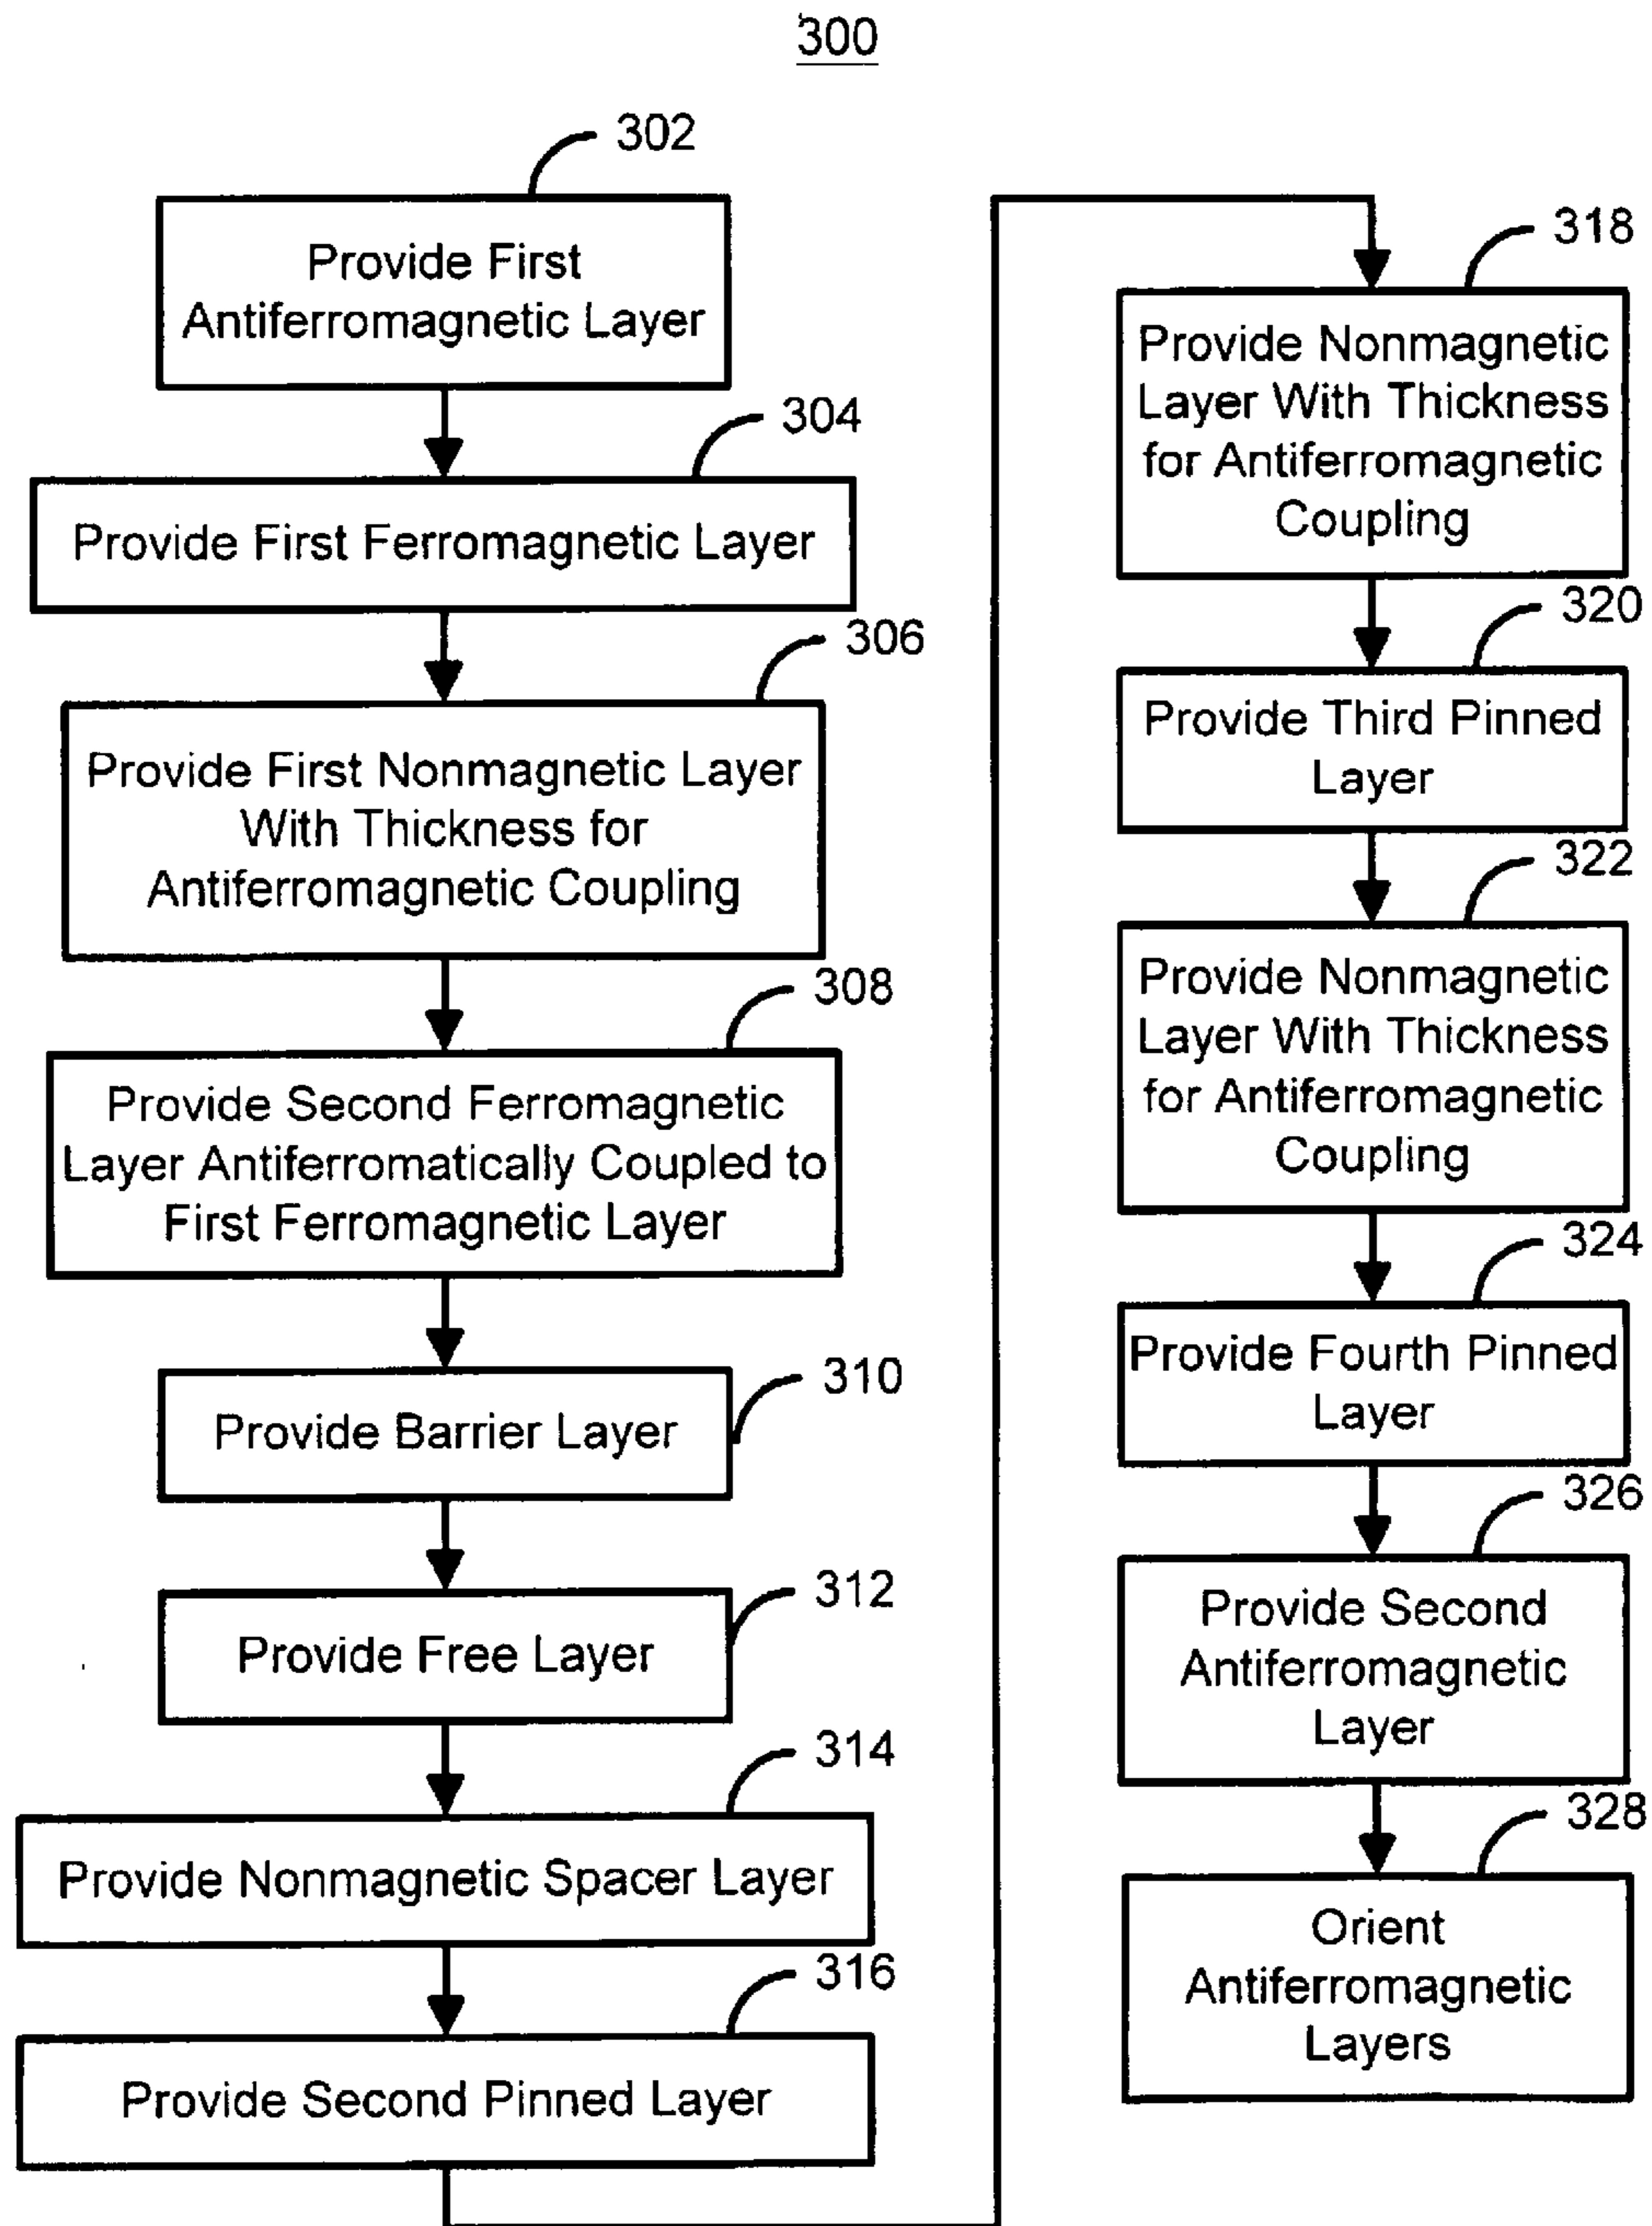 300
302
Provide First
Antiferromagnetic Layer
304
Provide First Ferromagnetic Layer
306
Provide First Nonmagnetic Layer
With Thickness for
Antiferromagnetic Coupling
308
Provide Second Ferromagnetic
Layer Antiferromatically Coupled to
First Ferromagnetic Layer
310
Provide Barrier Layer
312
Provide Free Layer
314
Provide Nonmagnetic Spacer Layer
316
Provide Second Pinned Layer
318
Provide Nonmagnetic
Layer With Thickness
for Antiferromagnetic
Coupling
320
Provide Third Pinned
Layer
322
Provide Nonmagnetic
Layer With Thickness
for Antiferromagnetic
Coupling
324
Provide Fourth Pinned
Layer
326
Provide Second
Antiferromagnetic
Layer
328
Orient
Antiferromagnetic
Layers